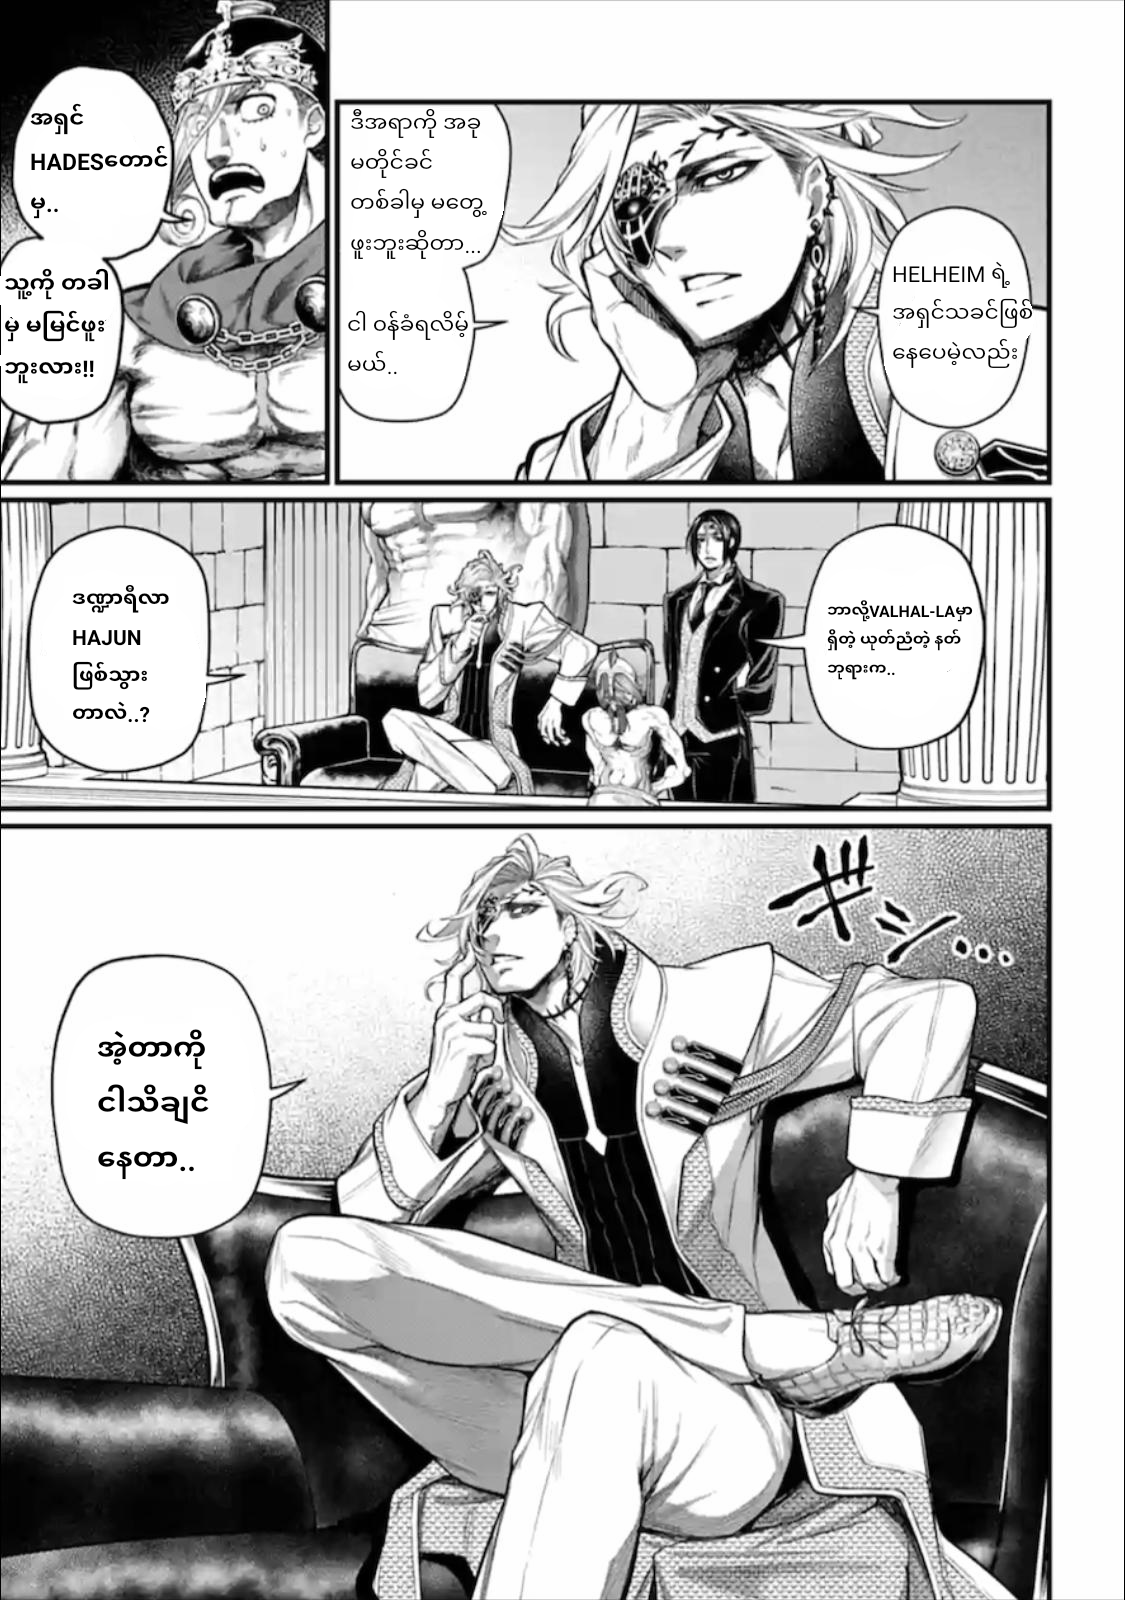 HELHEIM ရဲ့
အရှင်သခင်ဖြစ်
နေပေမဲ့လည်း
ဒီအရာကို အခု
မတိုင်ခင်
တစ်ခါမှ မတွေ့
ဖူးဘူးဆိုတာ...
ငါ ဝန်ခံရလိမ့်
မယ်..
အရှင်
HADESတောင်
မှ..
သူ့ကို တခါ
မှ မမြင်ဖူး
ဘူးလား!!
ဘာလို့VALHAL-LAမှာ
ရှိတဲ့ ယုတ်ညံတဲ့ နတ်
ဘုရားက..
ဒဏ္ဍာရီလာ
HAJUN
ဖြစ်သွား
တာလဲ..?
ギシ...
အဲ့တာကို
ငါသိချငိ
နေတာ..